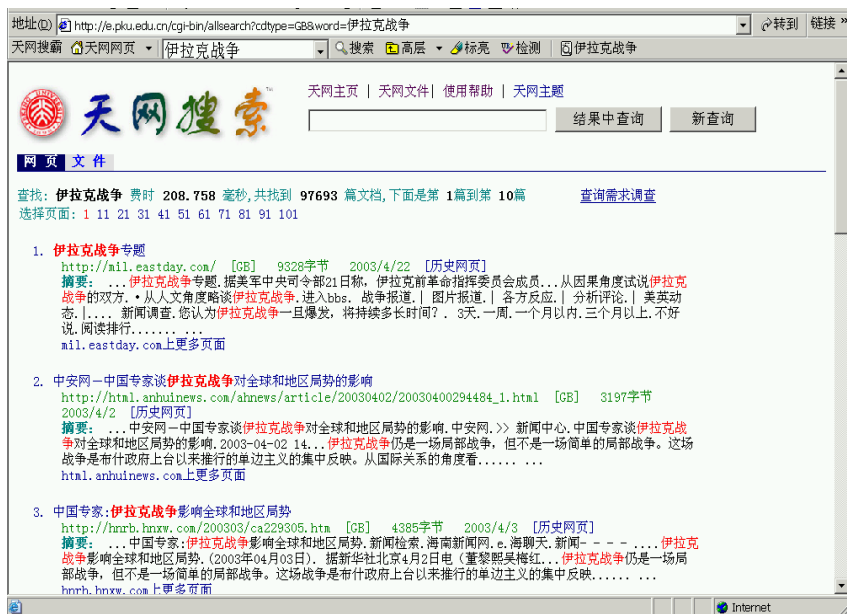 地址(D) http://e.pku.edu.cn/cgi-bin/allsearch?cdtype=GB&word=伊拉克战争 转到 链接 »
天网搜霸 天网网页 伊拉克战争 搜索 高层 标亮 检测 伊拉克战争
天网搜索 ™
天网主页 | 天网文件| 使用帮助 | 天网主题
结果中查询 新查询
网 页 文 件
查找: 伊拉克战争 费时 208.758 毫秒,共找到 97693 篇文档,下面是第 1篇到第 10篇 查询需求调查
选择页面: 1 11 21 31 41 51 61 71 81 91 101
1. 伊拉克战争专题
http://mil.eastday.com/ [GB] 9328字节 2003/4/22 [历史网页]
摘要: ...伊拉克战争专题.据美军中央司令部21日称，伊拉克前革命指挥委员会成员...从因果角度试说伊拉克
战争的双方.•从人文角度略谈伊拉克战争.进入bbs. 战争报道.| 图片报道.| 各方反应.| 分析评论.| 美英动
态.|.... 新闻调查.您认为伊拉克战争一旦爆发，将持续多长时间？. 3天.一周.一个月以内.三个月以上.不好
说.阅读排行....... ...
mil.eastday.com上更多页面
2. 中安网－中国专家谈伊拉克战争对全球和地区局势的影响
http://html.anhuinews.com/ahnews/article/20030402/20030400294484_1.html [GB] 3197字节
2003/4/2 [历史网页]
摘要: ...中安网－中国专家谈伊拉克战争对全球和地区局势的影响.中安网.>> 新闻中心.中国专家谈伊拉克战
争对全球和地区局势的影响.2003-04-02 14...伊拉克战争仍是一场局部战争，但不是一场简单的局部战争。这场
战争是布什政府上台以来推行的单边主义的集中反映。从国际关系的角度看...... ...
html.anhuinews.com上更多页面
3. 中国专家:伊拉克战争影响全球和地区局势
http://hnrb.hnxw.com/200303/ca229305.htm [GB] 4385字节 2003/4/3 [历史网页]
摘要: ...中国专家:伊拉克战争影响全球和地区局势.新闻检索.海南新闻网.e.海聊天.新闻- - - - ....伊拉克
战争影响全球和地区局势.(2003年04月03日). 据新华社北京4月2日电（董黎熙吴梅红...伊拉克战争仍是一场局
部战争，但不是一场简单的局部战争。这场战争是布什政府上台以来推行的单边主义的集中反映...... ...
hnrb.hnxw.com上更多页面
Internet